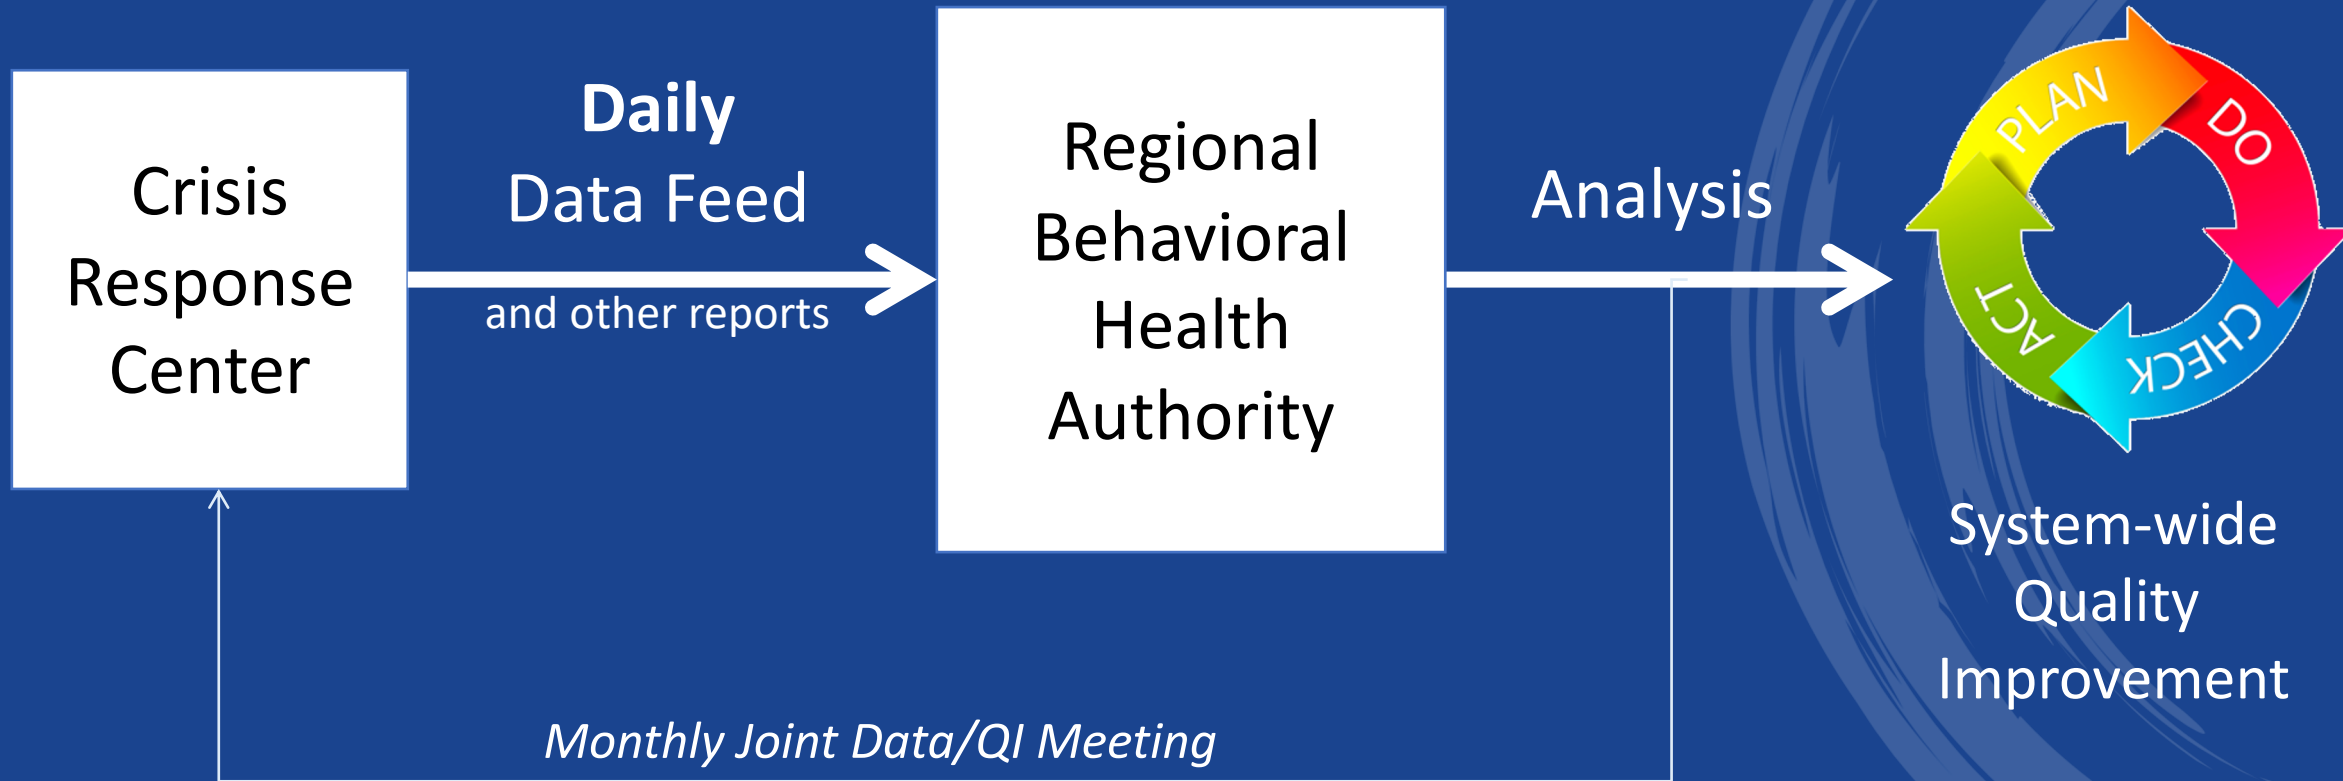 Crisis
Response
Center
Daily
Data Feed
and other reports
Regional
Behavioral
Health
Authority
Analysis
PLAN
DO
CHECK
ACT
System-wide
Quality
Improvement
Monthly Joint Data/QI Meeting